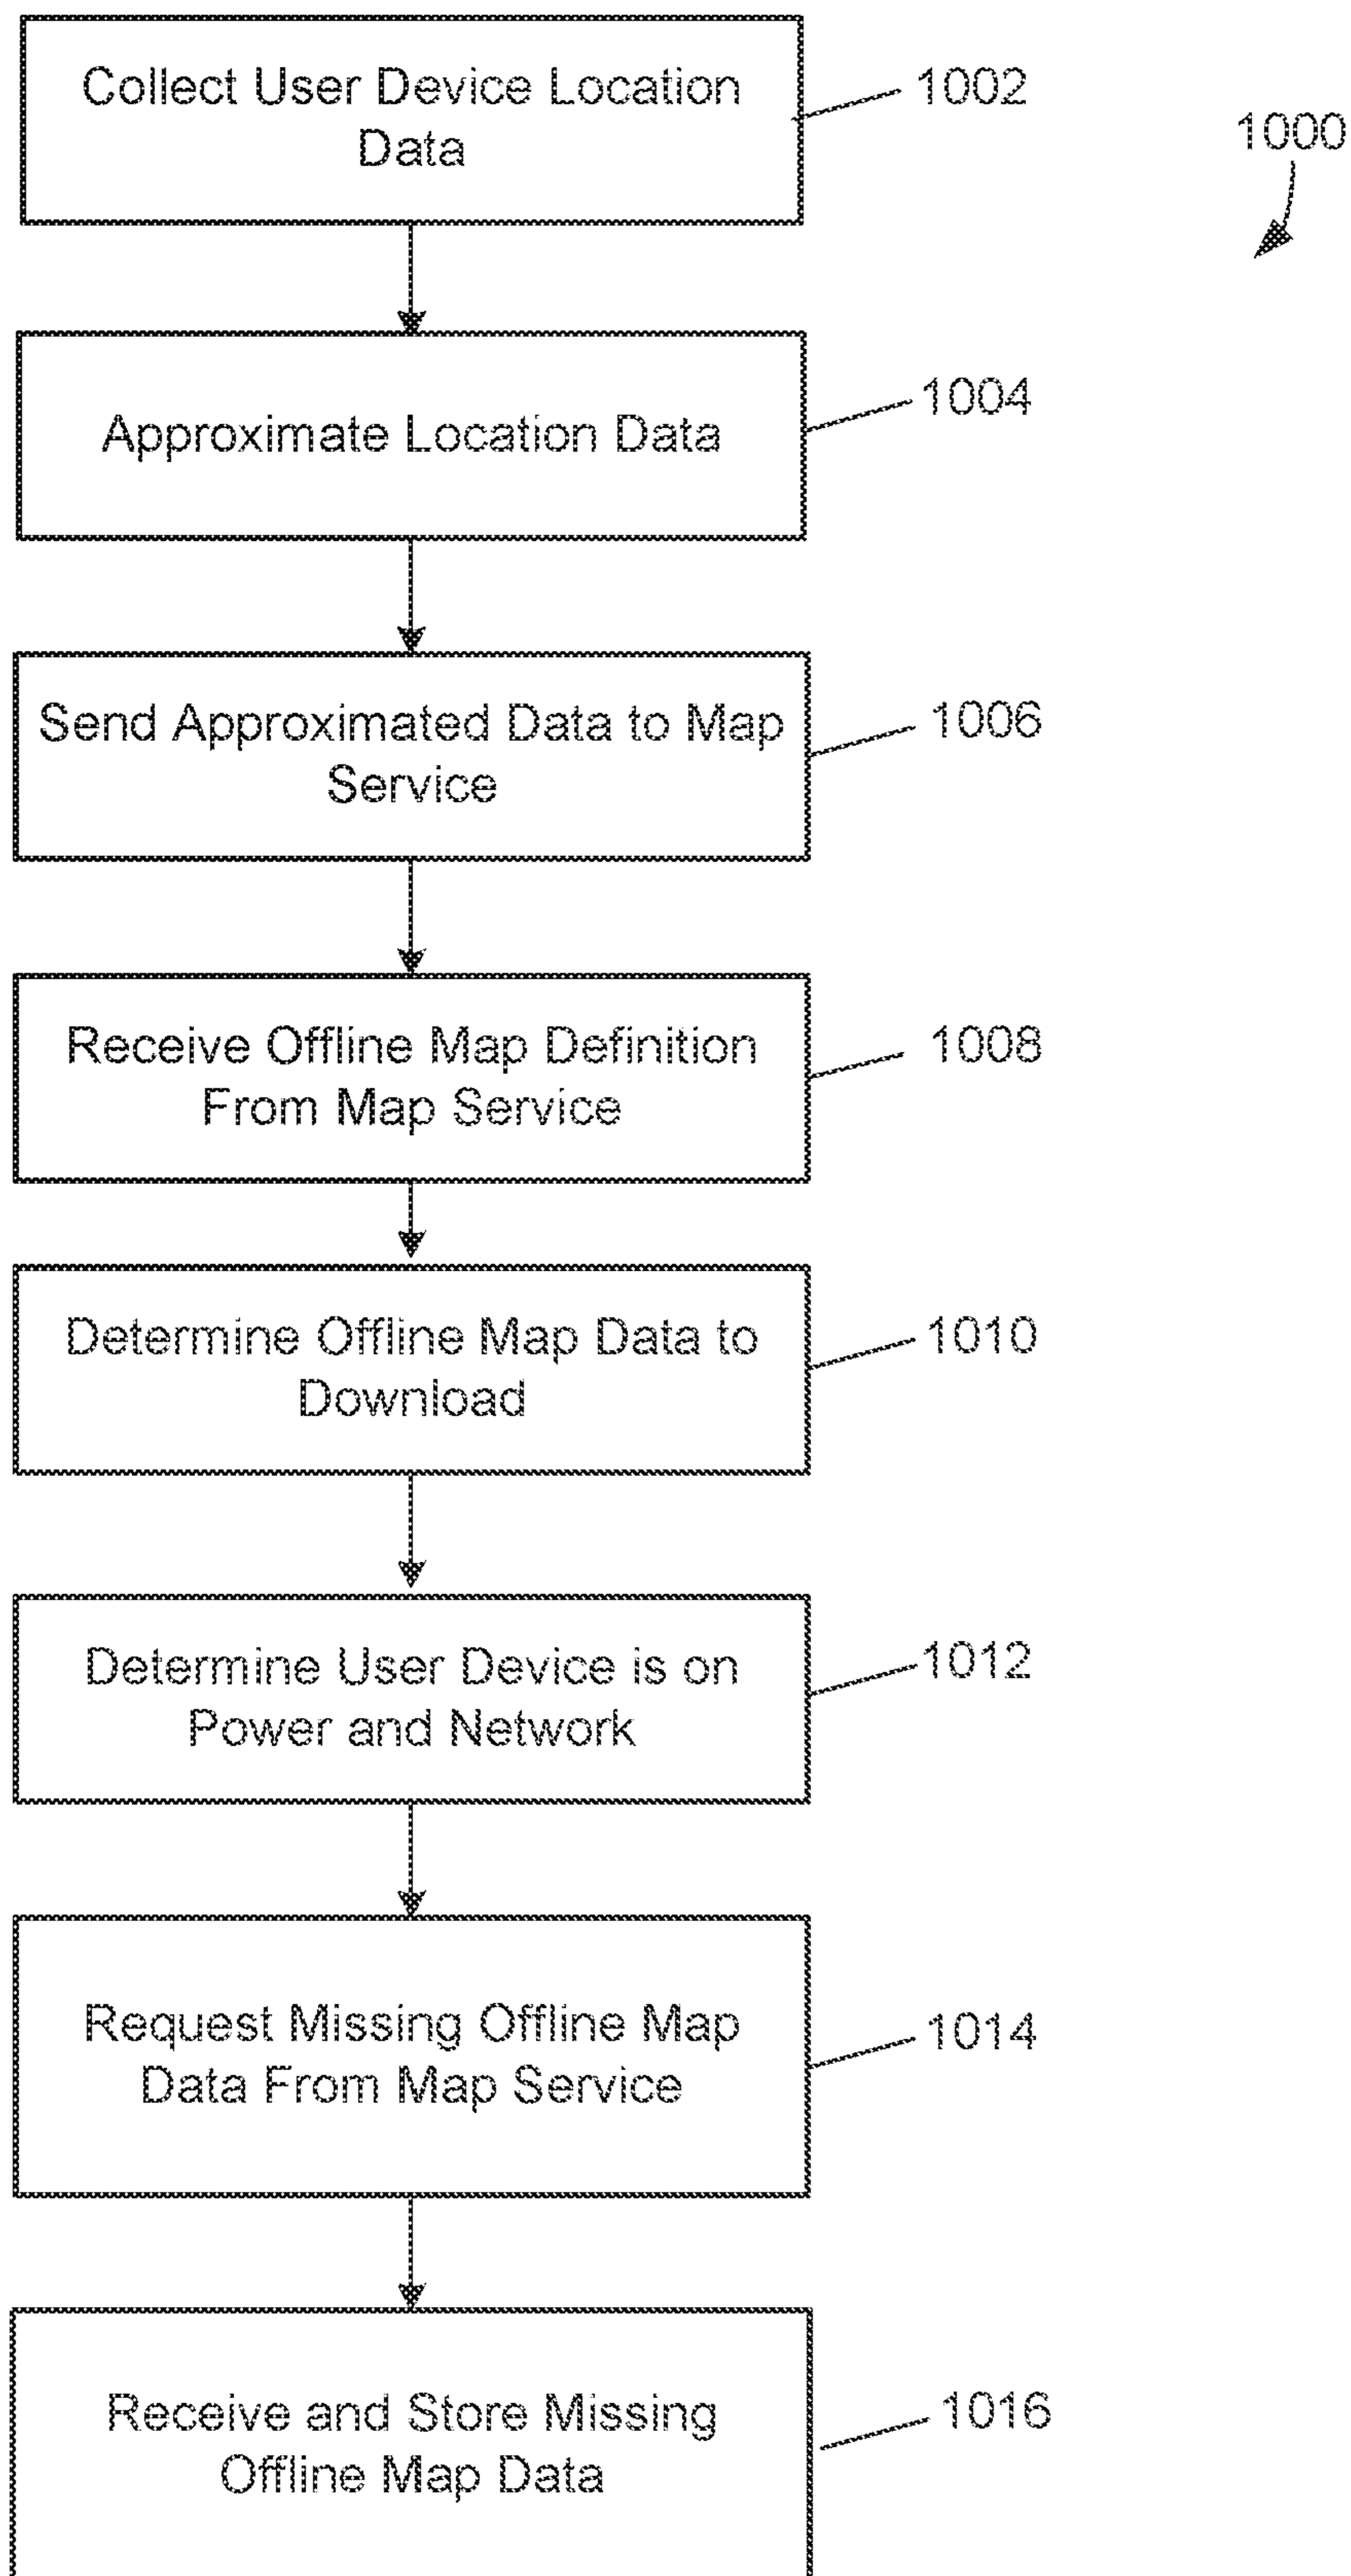 Collect User Device Location
Data
1002
1000
Approximate Location Data
1004
Send Approximated Data to Map
Service
1006
Receive Offline Map Definition
From Map Service
1008
Determine Offline Map Data to
Download
1010
Determine User Device is on
Power and Network
1012
Request Missing Offline Map
Data From Map Service
1014
Receive and Store Missing
Offline Map Data
1016